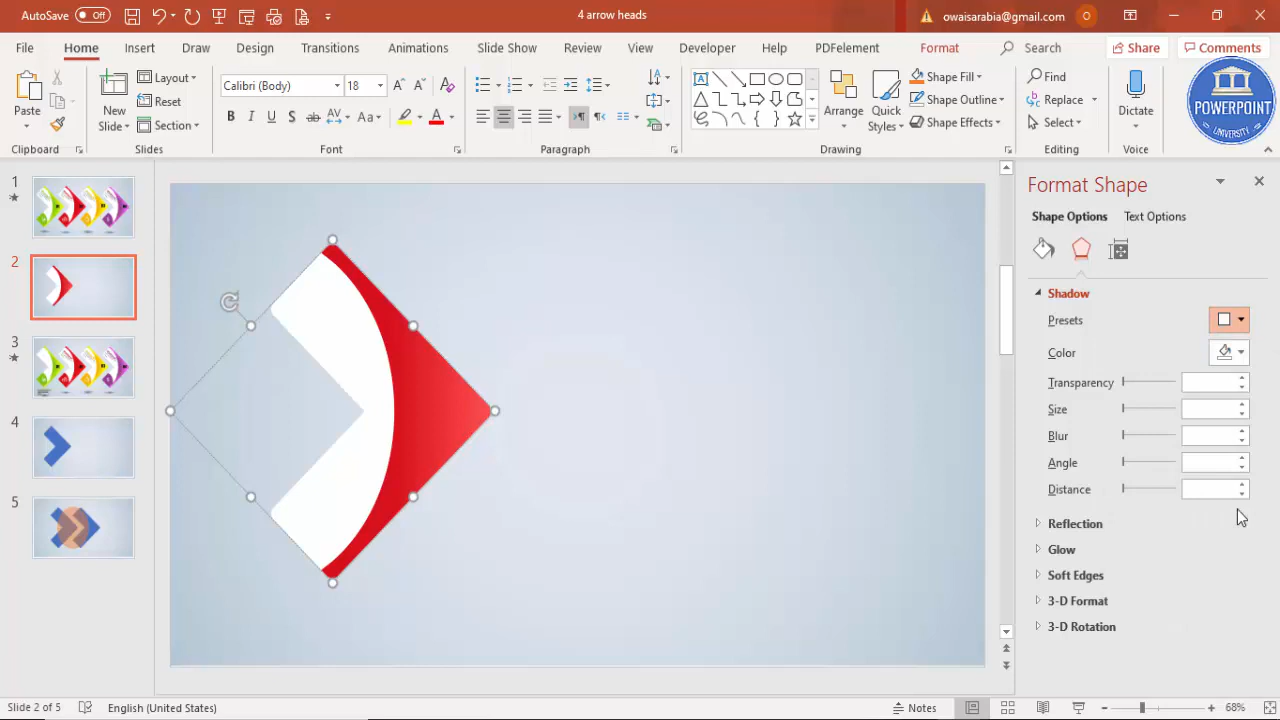 AutoSave Off
4 arrow heads
owaisarabia@gmail.com O
File Home Insert Draw Design Transitions Animations Slide Show Review View Developer Help PDFelement Format Search Share Comments
Paste
Clipboard
New Slide
Layout
Reset
Section
Slides
Calibri (Body) 18
B I U S ab AV Aa A
Font
Paragraph
Arrange
Quick Styles
Shape Fill
Shape Outline
Shape Effects
Drawing
Find
Replace
Select
Editing
Dictate
Voice
POWERPOINT
UNIVERSITY
1
2
3
4
5
Format Shape
Shape Options Text Options
Shadow
Presets
Color
Transparency
Size
Blur
Angle
Distance
Reflection
Glow
Soft Edges
3-D Format
3-D Rotation
Slide 2 of 5 English (United States) Notes 68%